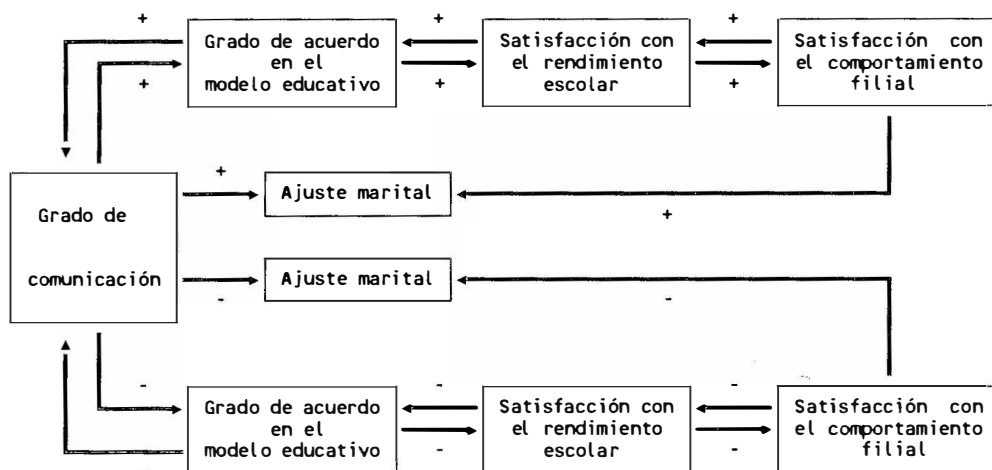 + + +
Grado de acuerdo
en el
modelo educativo
Satisfacción con
el rendimiento
escolar
Satisfacción con
el comportamiento
filial
+ + +
+
Ajuste marital
+
Grado de
comunicación
Ajuste marital
- -
- - -
Grado de acuerdo
en el
modelo educativo
Satisfacción con
el rendimiento
escolar
Satisfacción con
el comportamiento
filial
- - -